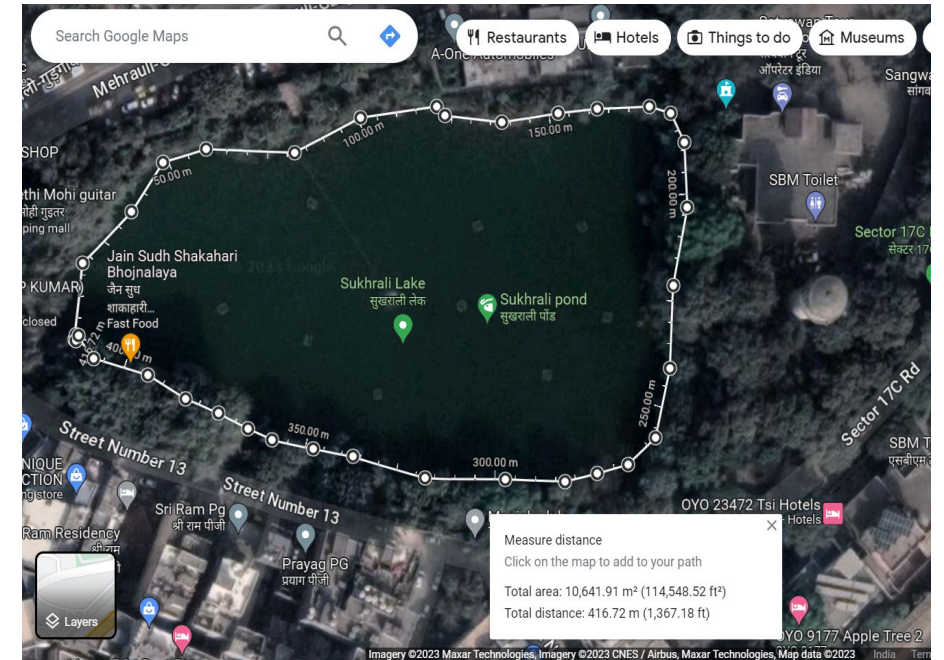 Search Google Maps
Restaurants
Hotels
Things to do
Museums
A-One Automobiles
ऑपरेटर इंडिया
Sangwa
सांगव
SHOP
100.00 m
150.00 m
50.00 m
200.00 m
SBM Toilet
thi Mohi guitar
मोही गुइतर
ping mall
Sector 17C
सेक्टर 17
Jain Sudh Shakahari
Bhojnalaya
जैन सुध
शाकाहारी...
Fast Food
P KUMAR)
closed
Sukhrali Lake
सुखराली लेक
Sukhrali pond
सुखराली पोंड
Sector 17C Rd
250.00 m
350.00 m
300.00 m
Street Number 13
SBM T
एसबीएम
NIQUE
CTION
ng store
Street Number 13
Sri Ram Pg
श्री राम पीजी
OYO 23472 Tsi Hotels
Hotels
Ram Residency
श्री राम
Prayag PG
प्रयाग पीजी
Measure distance
Click on the map to add to your path
Total area: 10,641.91 m² (114,548.52 ft²)
Total distance: 416.72 m (1,367.18 ft)
Layers
OYO 9177 Apple Tree 2
Imagery ©2023 Maxar Technologies, Imagery ©2023 CNES / Airbus, Maxar Technologies, Map data ©2023
India
Term